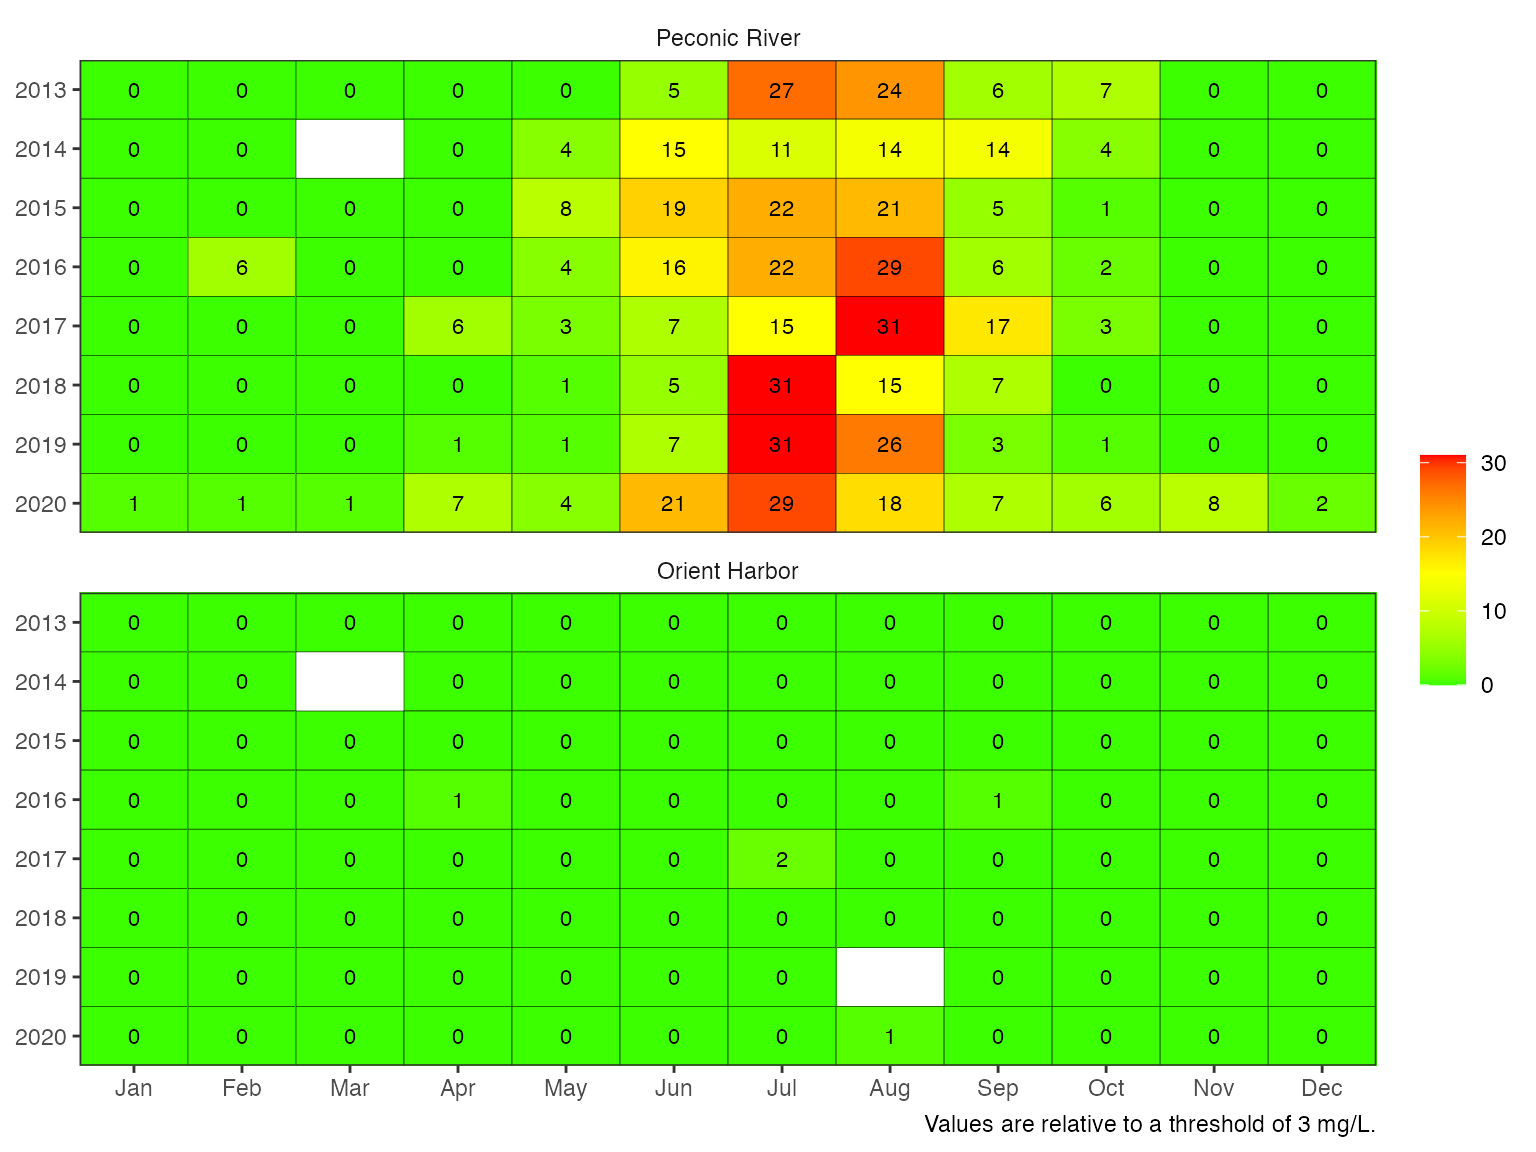 Peconic River
2013 0 0 0 0 0 5 27 24 6 7 0 0
2014 0 0 0 4 15 11 14 14 4 0 0
2015 0 0 0 0 8 19 22 21 5 1 0 0
2016 0 6 0 0 4 16 22 29 6 2 0 0
2017 0 0 0 6 3 7 15 31 17 3 0 0
2018 0 0 0 0 1 5 31 15 7 0 0 0
2019 0 0 0 1 1 7 31 26 3 1 0 0
2020 1 1 1 7 4 21 29 18 7 6 8 2
Orient Harbor
2013 0 0 0 0 0 0 0 0 0 0 0 0
2014 0 0 0 0 0 0 0 0 0 0 0
2015 0 0 0 0 0 0 0 0 0 0 0 0
2016 0 0 0 1 0 0 0 0 1 0 0 0
2017 0 0 0 0 0 0 2 0 0 0 0 0
2018 0 0 0 0 0 0 0 0 0 0 0 0
2019 0 0 0 0 0 0 0 0 0 0 0
2020 0 0 0 0 0 0 0 1 0 0 0 0
Jan Feb Mar Apr May Jun Jul Aug Sep Oct Nov Dec
Values are relative to a threshold of 3 mg/L.
30
20
10
0